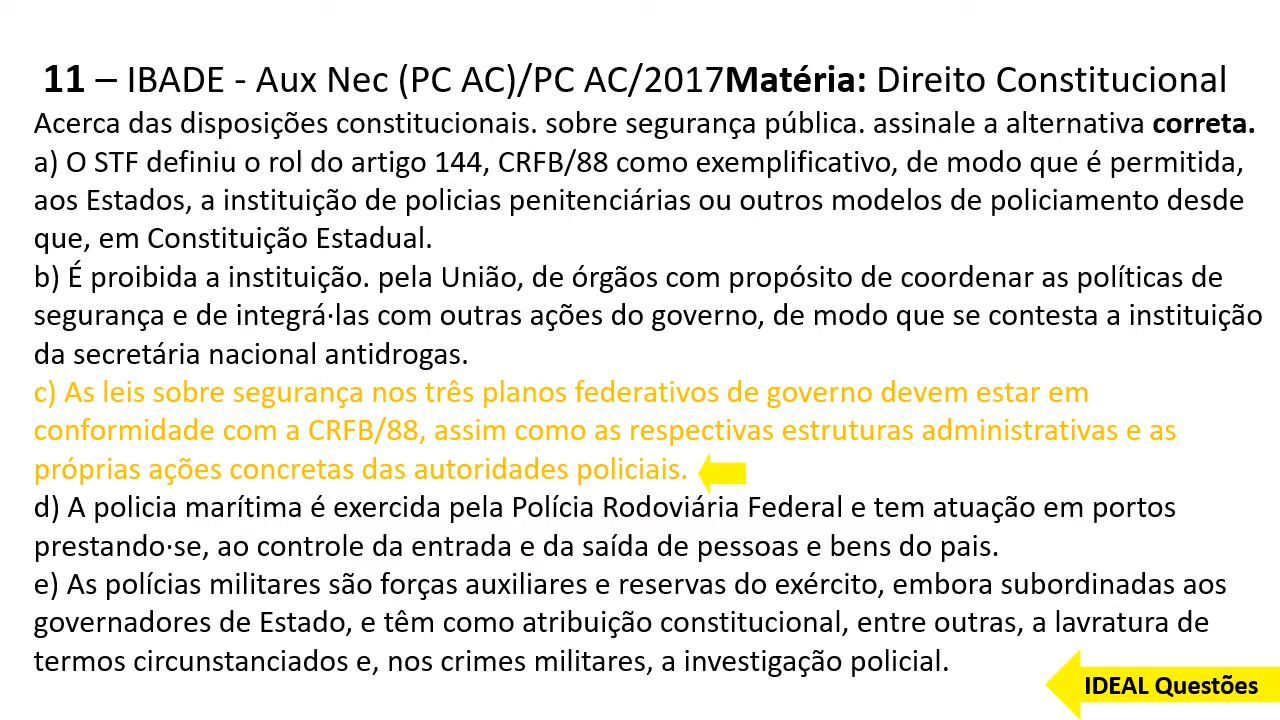 11 – IBADE - Aux Nec (PC AC)/PC AC/2017Matéria: Direito Constitucional
Acerca das disposições constitucionais. sobre segurança pública. assinale a alternativa correta.
a) O STF definiu o rol do artigo 144, CRFB/88 como exemplificativo, de modo que é permitida,
aos Estados, a instituição de policias penitenciárias ou outros modelos de policiamento desde
que, em Constituição Estadual.
b) É proibida a instituição. pela União, de órgãos com propósito de coordenar as políticas de
segurança e de integrá·las com outras ações do governo, de modo que se contesta a instituição
da secretária nacional antidrogas.
c) As leis sobre segurança nos três planos federativos de governo devem estar em
conformidade com a CRFB/88, assim como as respectivas estruturas administrativas e as
próprias ações concretas das autoridades policiais.
d) A policia marítima é exercida pela Polícia Rodoviária Federal e tem atuação em portos
prestando·se, ao controle da entrada e da saída de pessoas e bens do pais.
e) As polícias militares são forças auxiliares e reservas do exército, embora subordinadas aos
governadores de Estado, e têm como atribuição constitucional, entre outras, a lavratura de
termos circunstanciados e, nos crimes militares, a investigação policial.
IDEAL Questões